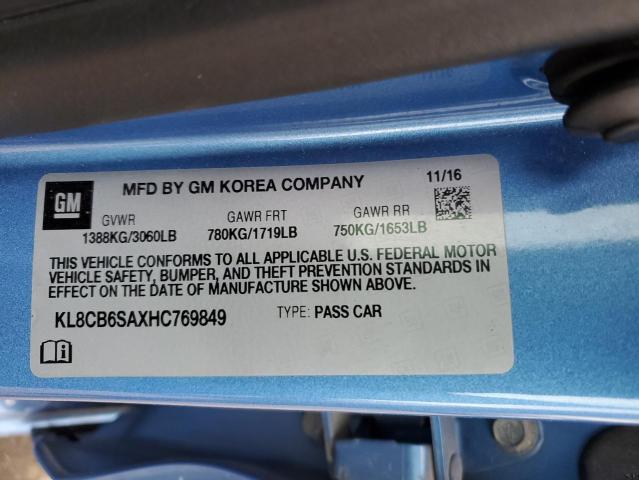 GM
MFD BY GM KOREA COMPANY
11/16
GVWR GAWR FRT GAWR RR
1388KG/3060LB 780KG/1719LB 750KG/1653LB
THIS VEHICLE CONFORMS TO ALL APPLICABLE U.S. FEDERAL MOTOR
VEHICLE SAFETY, BUMPER, AND THEFT PREVENTION STANDARDS IN
EFFECT ON THE DATE OF MANUFACTURE SHOWN ABOVE.
KL8CB6SAXHC769849 TYPE: PASS CAR